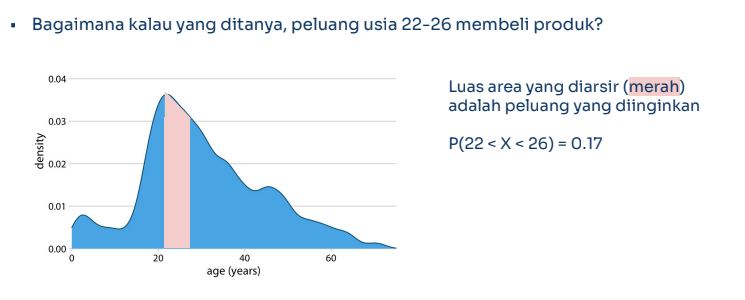 ▪ Bagaimana kalau yang ditanya, peluang usia 22-26 membeli produk?
0.04
0.03
0.02
0.01
0.00
density
0
20
40
60
age (years)
Luas area yang diarsir (merah)
adalah peluang yang diinginkan
P(22 < X < 26) = 0.17